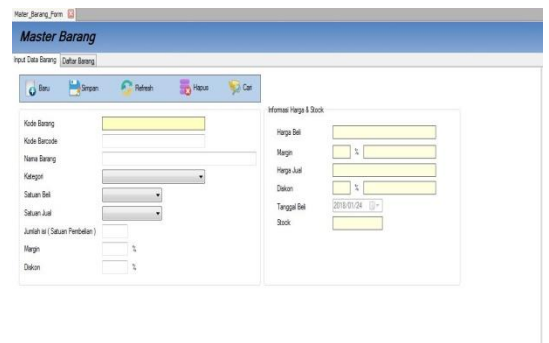 Mater_Barang_Form
Master Barang
Input Data Barang Daftar Barang
Baru Simpan Refresh Hapus Cari
Kode Barang
Kode Barcode
Nama Barang
Kategori
Satuan Beli
Satuan Jual
Jumlah isi ( Satuan Pembelian )
Margin %
Diskon %
Informasi Harga & Stock
Harga Beli
Margin %
Harga Jual
Diskon %
Tanggal Beli 2018/01/24
Stock